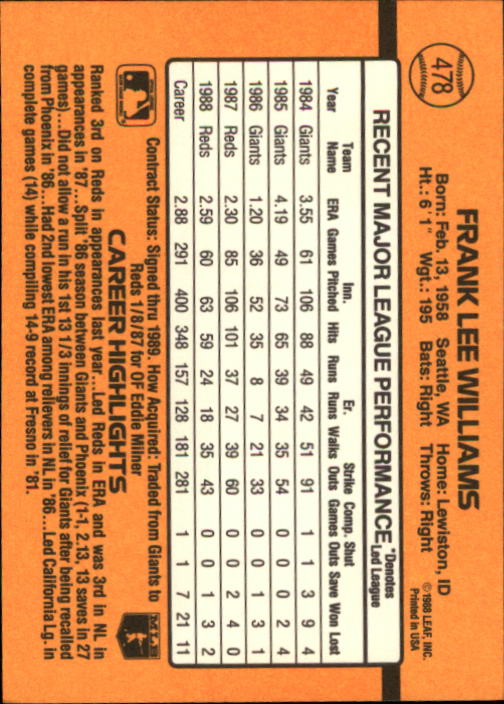 478
FRANK LEE WILLIAMS
Born: Feb. 13, 1958 Seattle, WA Home: Lewiston, ID
Ht.: 6'1" Wgt.: 195 Bats: Right Throws: Right
©1988 LEAF, INC.
Printed in USA
RECENT MAJOR LEAGUE PERFORMANCE
*Denotes
Led League
Team Inn. Er. Strike Comp. Shut
Year Name ERA Games Pitched Hits Runs Runs Walks Outs Games Outs Save Won Lost
1984 Giants 3.55 61 106 88 49 42 51 91 1 1 3 9 4
1985 Giants 4.19 49 73 65 39 34 35 54 0 0 0 2 4
1986 Giants 1.20 36 52 35 8 7 21 33 0 0 1 3 1
1987 Reds 2.30 85 106 101 37 27 39 60 0 0 2 4 0
1988 Reds 2.59 60 63 59 24 18 35 43 0 0 1 3 2
Career 2.88 291 400 348 157 128 181 281 1 1 7 21 11
Contract Status: Signed thru 1989. How Acquired: Traded from Giants to
Reds 1/8/87 for OF Eddie Milner
CAREER HIGHLIGHTS
Ranked 3rd on Reds in appearances last year...Led Reds in ERA and was 3rd in NL in
appearances in '87...Split '86 season between Giants and Phoenix (1-1, 2.13, 13 saves in 27
games)...Did not allow a run in his 1st 13 1/3 innings of relief for Giants after being recalled
from Phoenix in '86...Had 2nd lowest ERA among relievers in NL in '86...Led California Lg. in
complete games (14) while compiling 14-9 record at Fresno in '81.